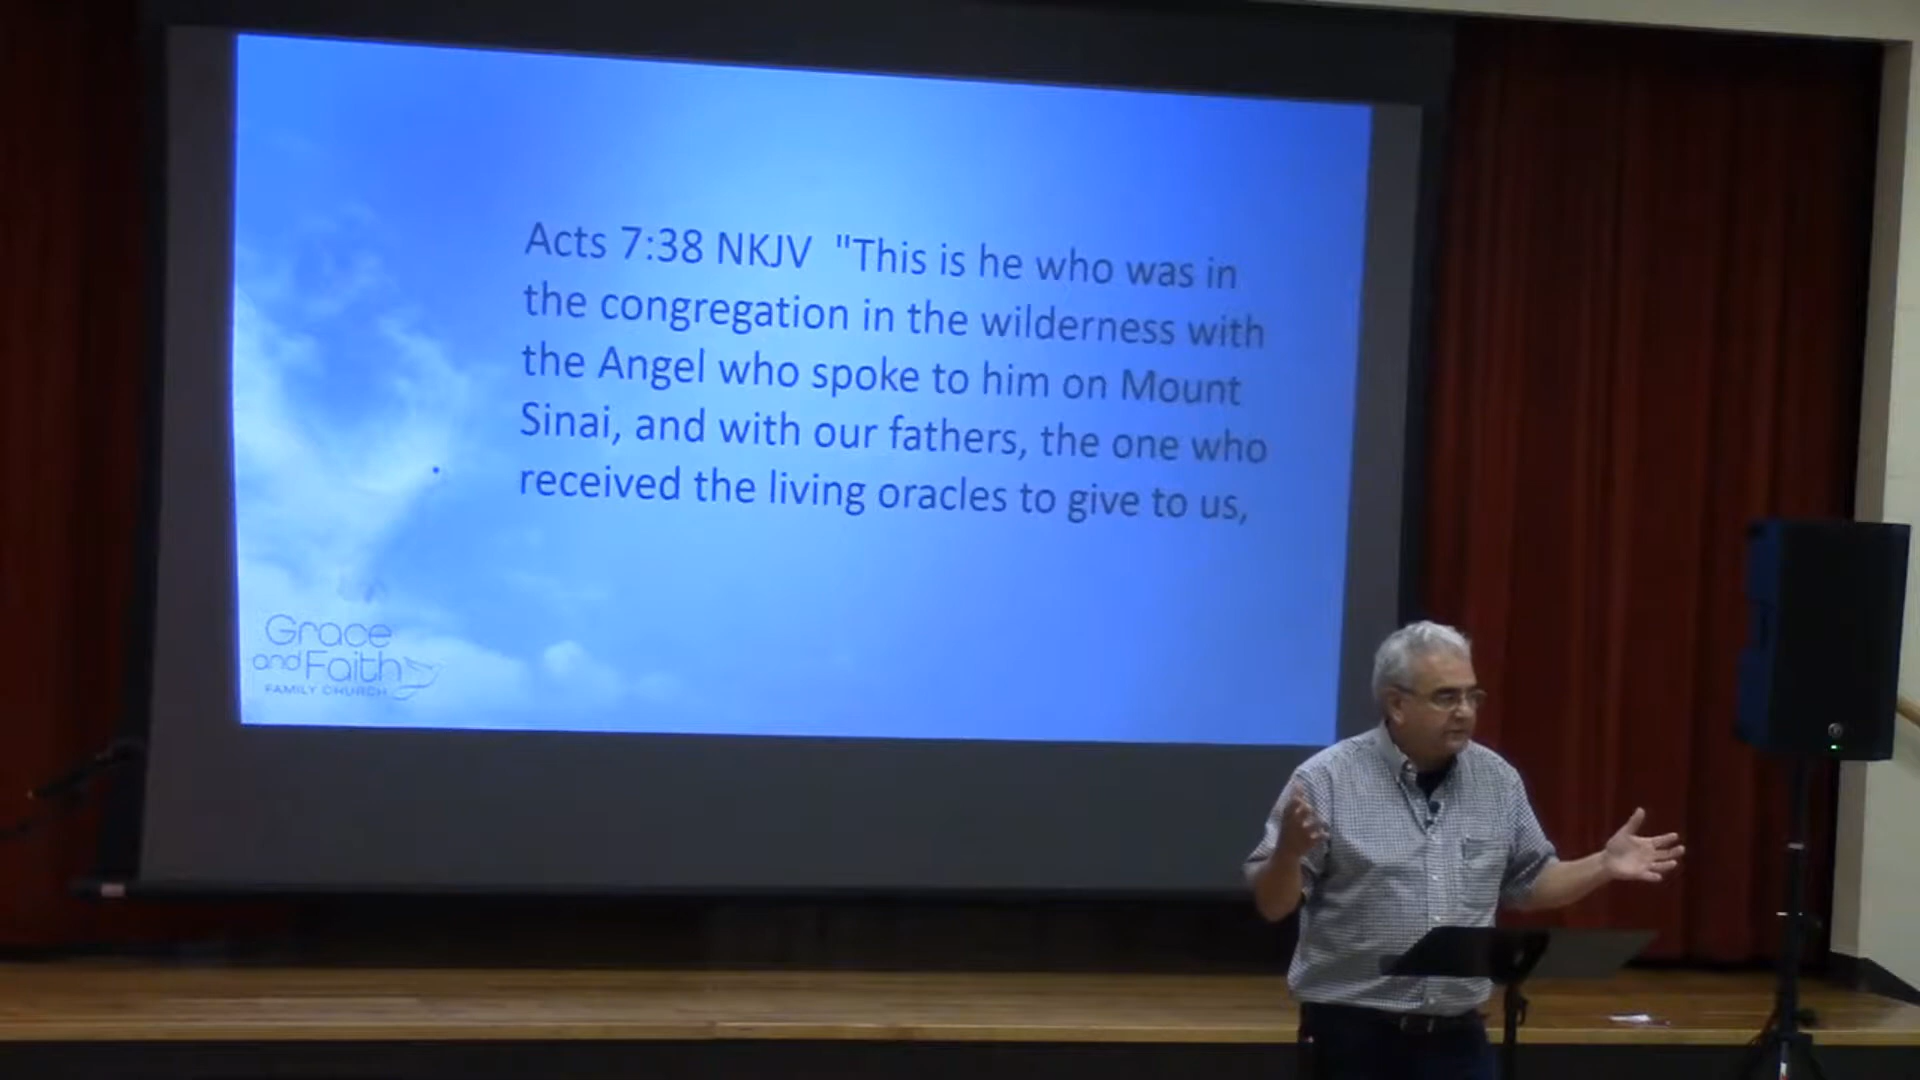 Acts 7:38 NKJV "This is he who was in
the congregation in the wilderness with
the Angel who spoke to him on Mount
Sinai, and with our fathers, the one who
received the living oracles to give to us,
Grace
and Faith
FAMILY CHURCH